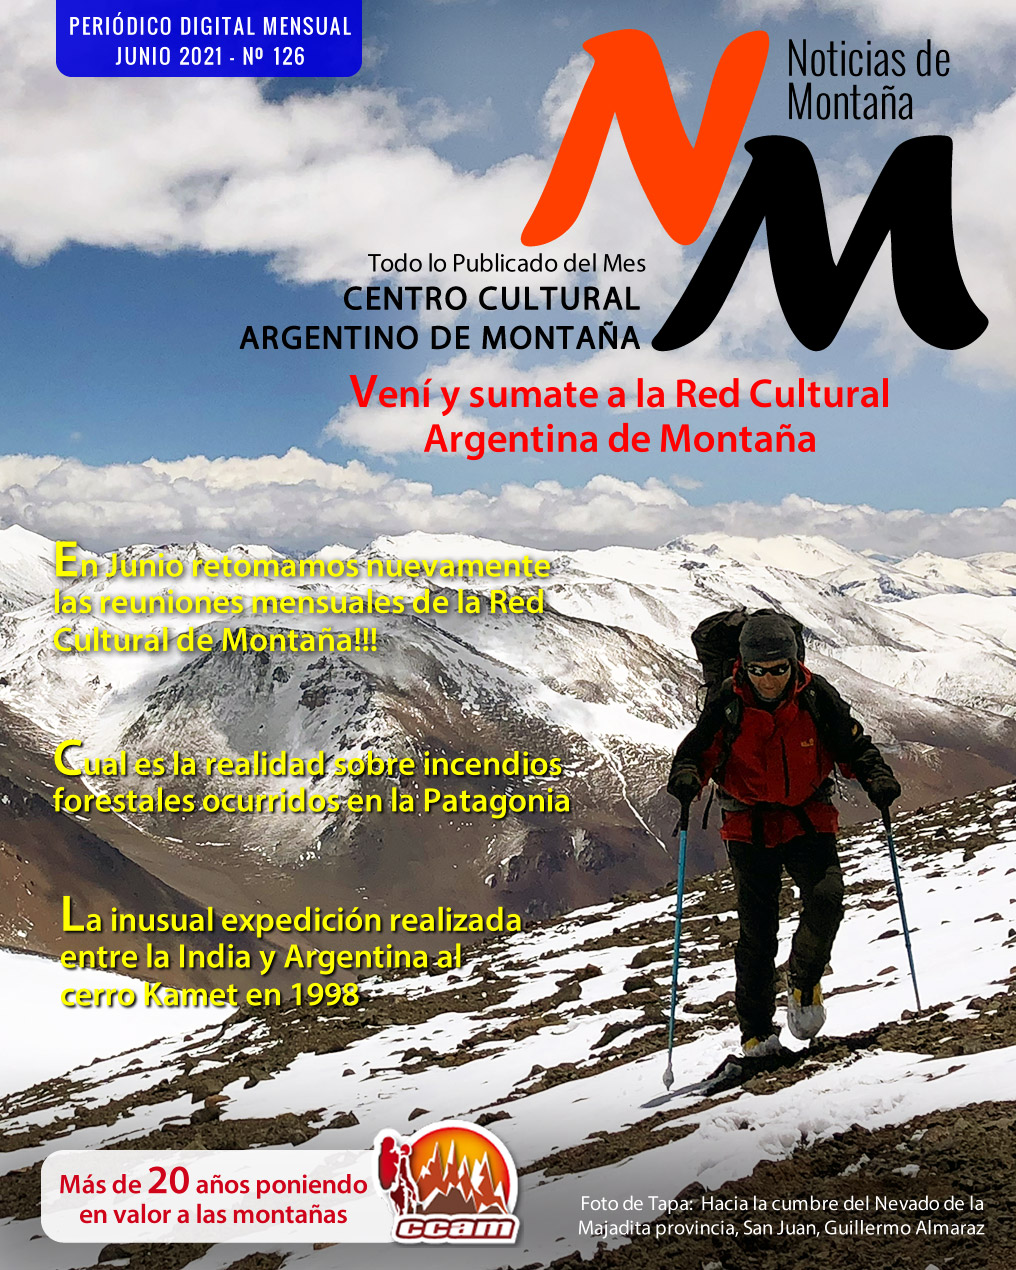 PERIÓDICO DIGITAL MENSUAL
JUNIO 2021 - Nº 126
Noticias de
Montaña
NM
Todo lo Publicado del Mes
CENTRO CULTURAL
ARGENTINO DE MONTAÑA
Vení y sumate a la Red Cultural
Argentina de Montaña
En Junio retomamos nuevamente
las reuniones mensuales de la Red
Cultural de Montaña!!!
Cual es la realidad sobre incendios
forestales ocurridos en la Patagonia
La inusual expedición realizada
entre la India y Argentina al
cerro Kamet en 1998
Más de 20 años poniendo
en valor a las montañas
ccam
Foto de Tapa: Hacia la cumbre del Nevado de la
Majadita provincia, San Juan, Guillermo Almaraz